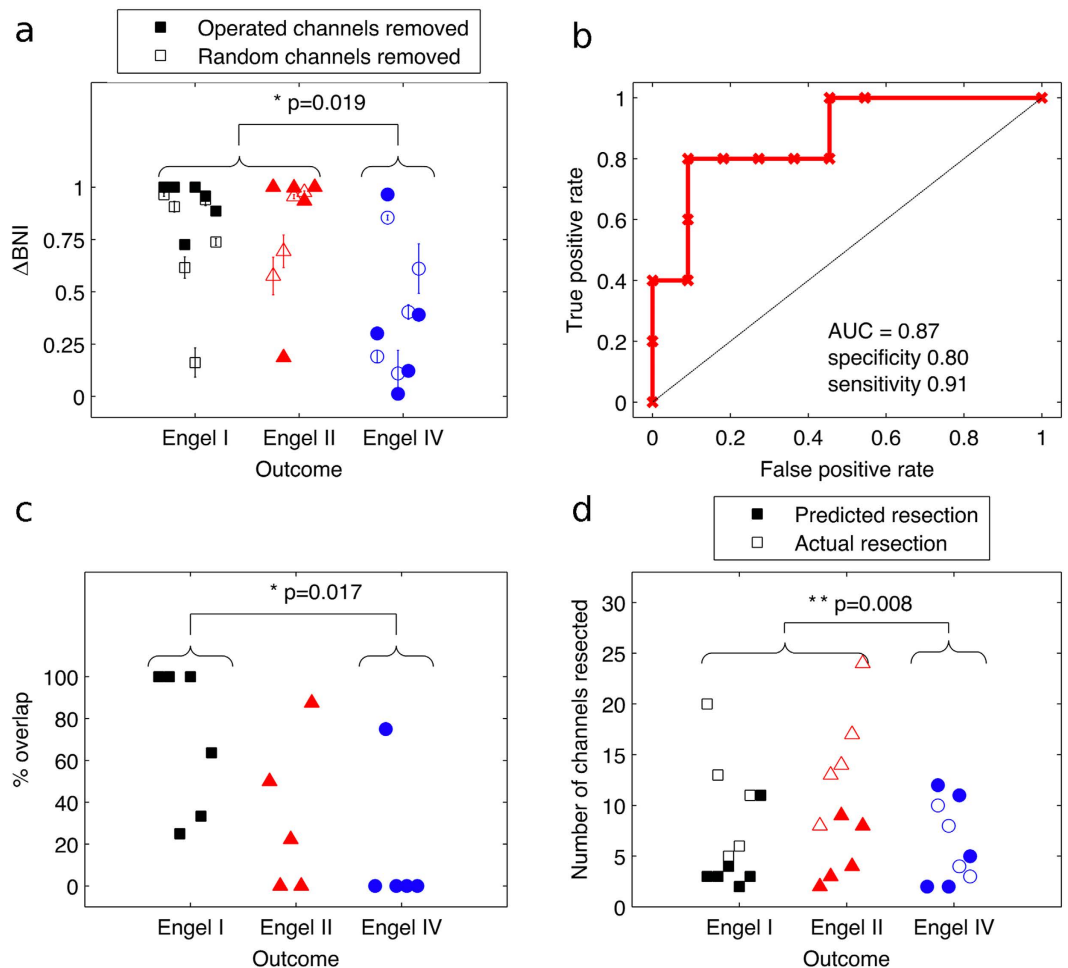 a
Operated channels removed
Random channels removed
* p=0.019
1
0.75
0.5
0.25
0
ΔBNI
Engel I Engel II Engel IV
Outcome
b
1
0.8
0.6
0.4
0.2
0
True positive rate
AUC = 0.87
specificity 0.80
sensitivity 0.91
0 0.2 0.4 0.6 0.8 1
False positive rate
c
* p=0.017
100
80
60
40
20
0
% overlap
Engel I Engel II Engel IV
Outcome
d
Predicted resection
Actual resection
** p=0.008
30
25
20
15
10
5
0
Number of channels resected
Engel I Engel II Engel IV
Outcome